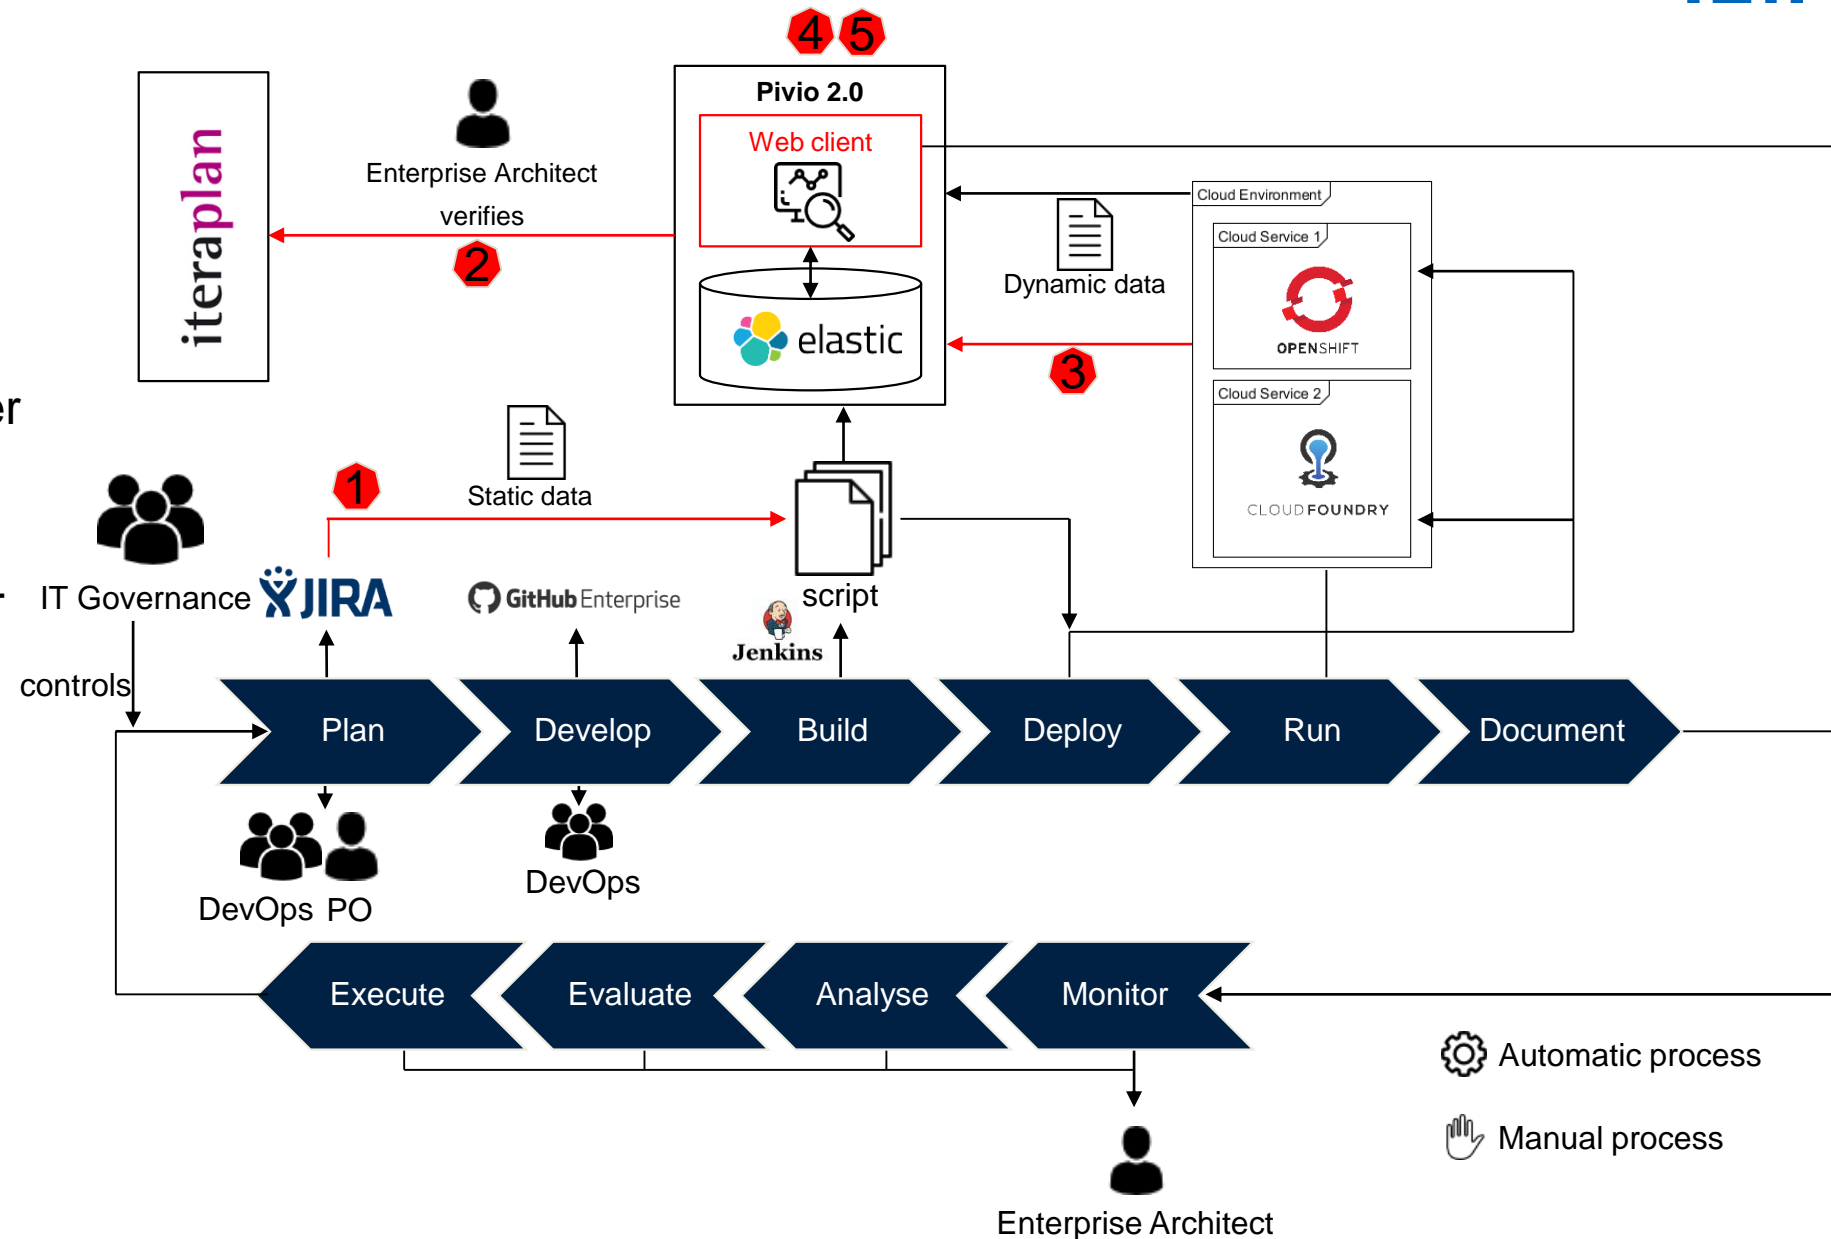 4 5
Pivio 2.0
Web client
iteraplan
Enterprise Architect
verifies
2
Cloud Environment
Cloud Service 1
OPENSHIFT
Dynamic data
elastic
3
Cloud Service 2
CLOUDFOUNDRY
er
1
Static data
IT Governance
JIRA
GitHub Enterprise
script
Jenkins
controls
Plan
Develop
Build
Deploy
Run
Document
DevOps PO
DevOps
Execute
Evaluate
Analyse
Monitor
Automatic process
Manual process
Enterprise Architect